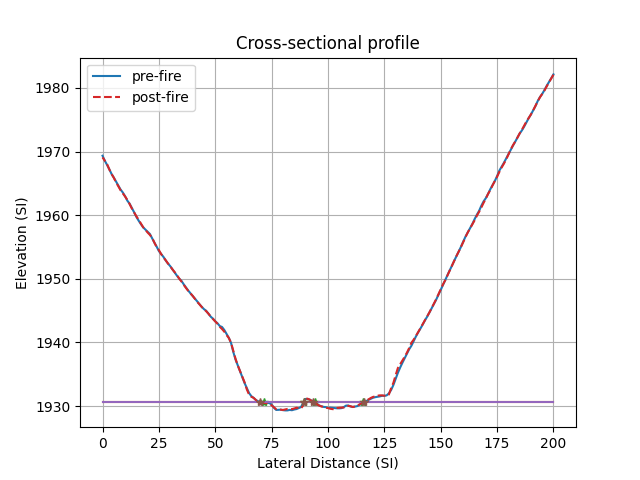 Cross-sectional profile
pre-fire
post-fire
1980
1970
1960
1950
1940
1930
Elevation (SI)
0 25 50 75 100 125 150 175 200
Lateral Distance (SI)